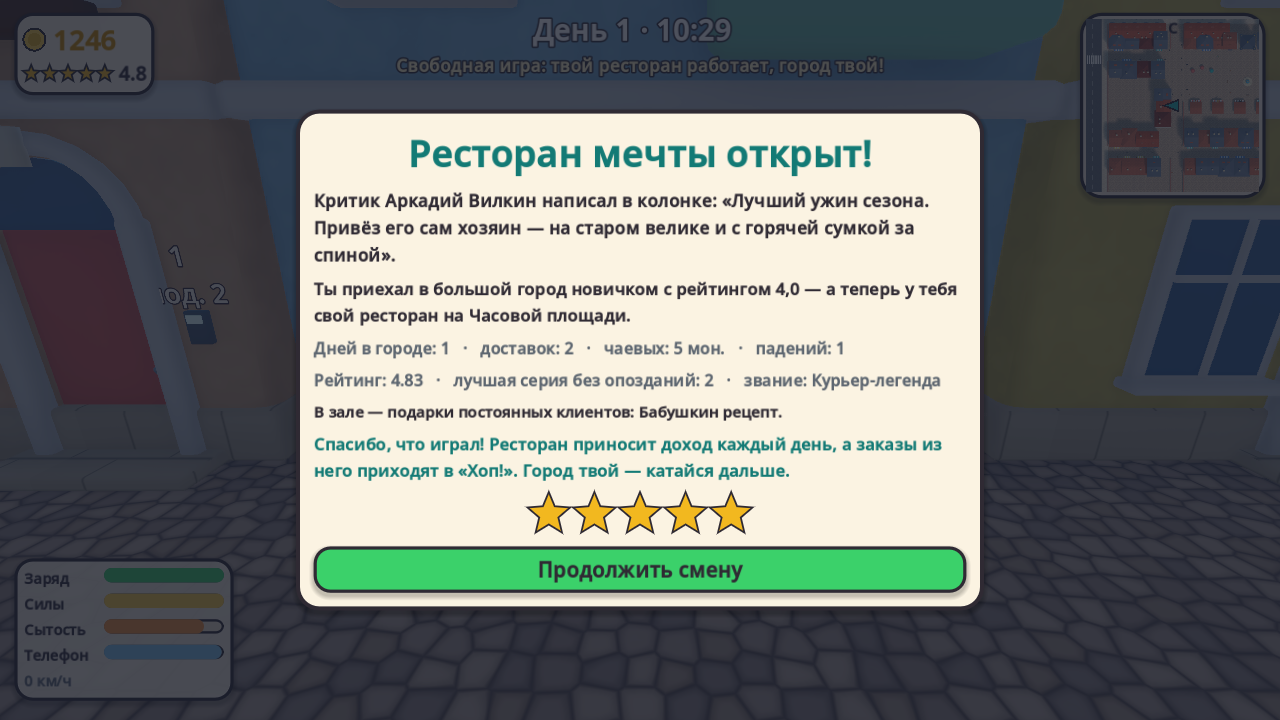 1246
4.8
День 1 · 10:29
Свободная игра: твой ресторан работает, город твой!
С
Ресторан мечты открыт!
Критик Аркадий Вилкин написал в колонке: «Лучший ужин сезона.
Привёз его сам хозяин — на старом велике и с горячей сумкой за
спиной».
Ты приехал в большой город новичком с рейтингом 4,0 — а теперь у тебя
свой ресторан на Часовой площади.
Дней в городе: 1 · доставок: 2 · чаевых: 5 мон. · падений: 1
Рейтинг: 4.83 · лучшая серия без опозданий: 2 · звание: Курьер-легенда
В зале — подарки постоянных клиентов: Бабушкин рецепт.
Спасибо, что играл! Ресторан приносит доход каждый день, а заказы из
него приходят в «Хоп!». Город твой — катайся дальше.
Продолжить смену
1
под. 2
Заряд
Силы
Сытость
Телефон
0 км/ч